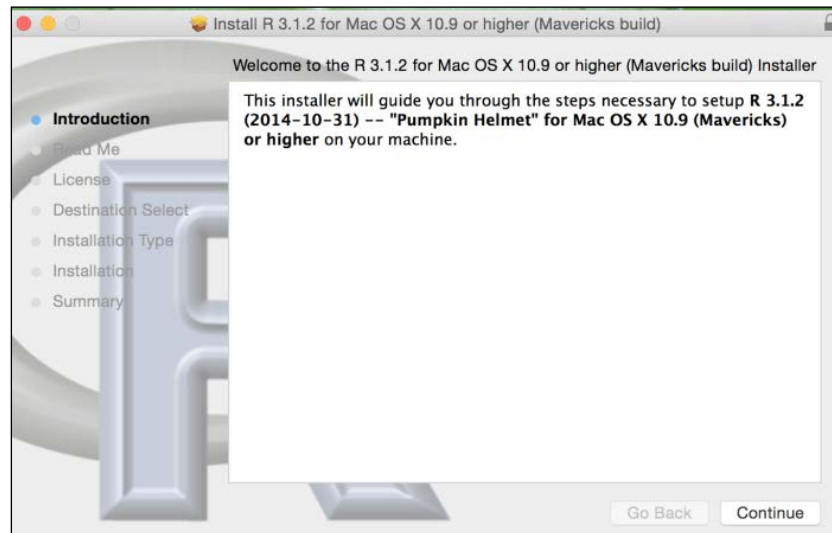 Install R 3.1.2 for Mac OS X 10.9 or higher (Mavericks build)
Welcome to the R 3.1.2 for Mac OS X 10.9 or higher (Mavericks build) Installer
Introduction
Read Me
License
Destination Select
Installation Type
Installation
Summary
This installer will guide you through the steps necessary to setup R 3.1.2
(2014-10-31) -- "Pumpkin Helmet" for Mac OS X 10.9 (Mavericks)
or higher on your machine.
Go Back
Continue